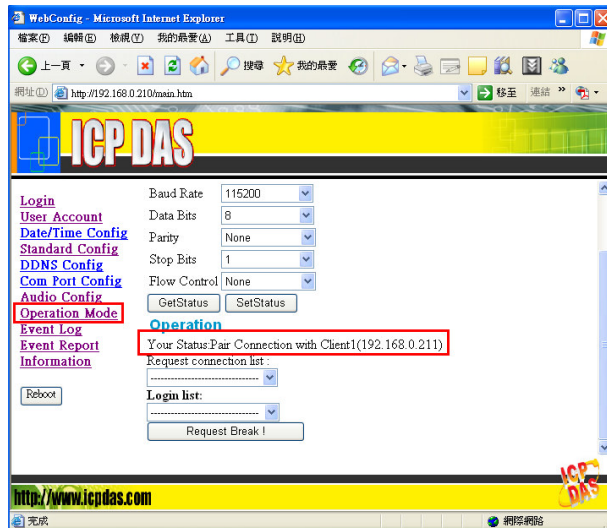 WebConfig - Microsoft Internet Explorer
檔案(F) 編輯(E) 檢視(V) 我的最愛(A) 工具(T) 說明(H)
上一頁 搜尋 我的最愛
網址(D) http://192.168.0.210/main.htm 移至 連結 »
ICP DAS
Login
User Account
Date/Time Config
Standard Config
DDNS Config
Com Port Config
Audio Config
Operation Mode
Event Log
Event Report
Information
Reboot
Baud Rate 115200
Data Bits 8
Parity None
Stop Bits 1
Flow Control None
GetStatus SetStatus
Operation
Your Status:Pair Connection with Client1(192.168.0.211)
Request connection list :
------------------------------
Login list:
------------------------------
Request Break !
http://www.icpdas.com
ICP DAS
完成 網際網路